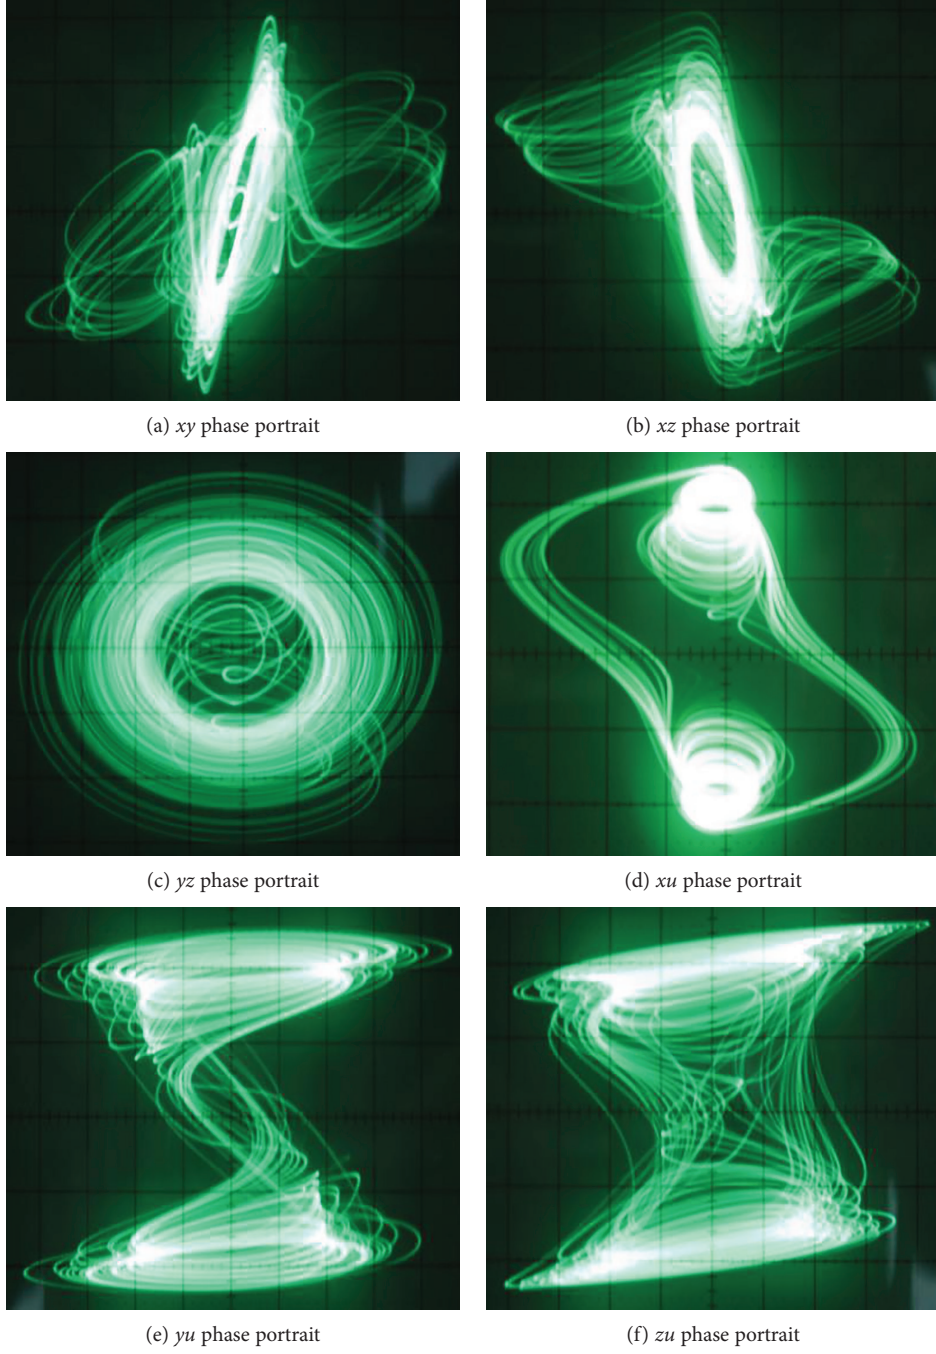 (a) xy phase portrait
(b) xz phase portrait
(c) yz phase portrait
(d) xu phase portrait
(e) yu phase portrait
(f) zu phase portrait